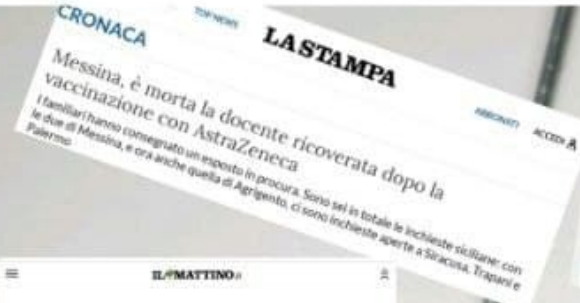 CRONACA
TOP NEWS
LA STAMPA
ABBONATI
ACCEDI
Messina, è morta la docente ricoverata dopo la
vaccinazione con AstraZeneca
I familiari hanno consegnato un esposto in procura. Sono sei in totale le inchieste siciliane: con
le due di Messina, e ora anche quella di Agrigento, ci sono inchieste aperte a Siracusa, Trapani e
Palermo
IL MATTINO.it